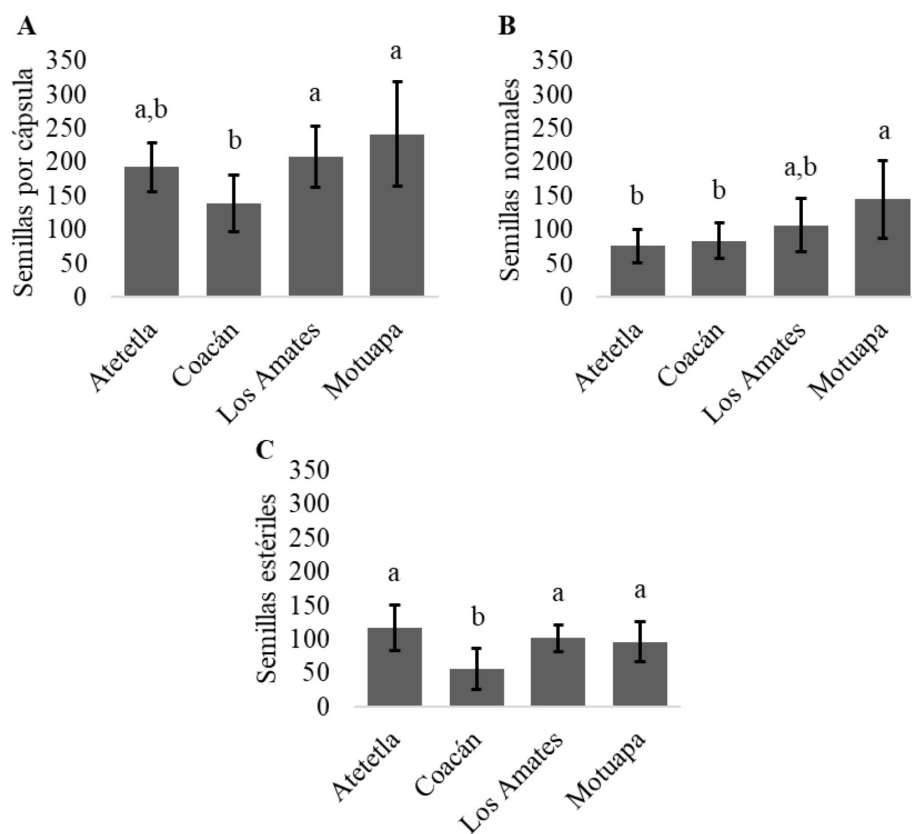 A
Semillas por cápsula
350
300
250
200
150
100
50
0
a,b
b
a
a
Atetetla
Coacán
Los Amates
Motuapa
B
Semillas normales
350
300
250
200
150
100
50
0
b
b
a,b
a
Atetetla
Coacán
Los Amates
Motuapa
C
Semillas estériles
350
300
250
200
150
100
50
0
a
b
a
a
Atetetla
Coacán
Los Amates
Motuapa